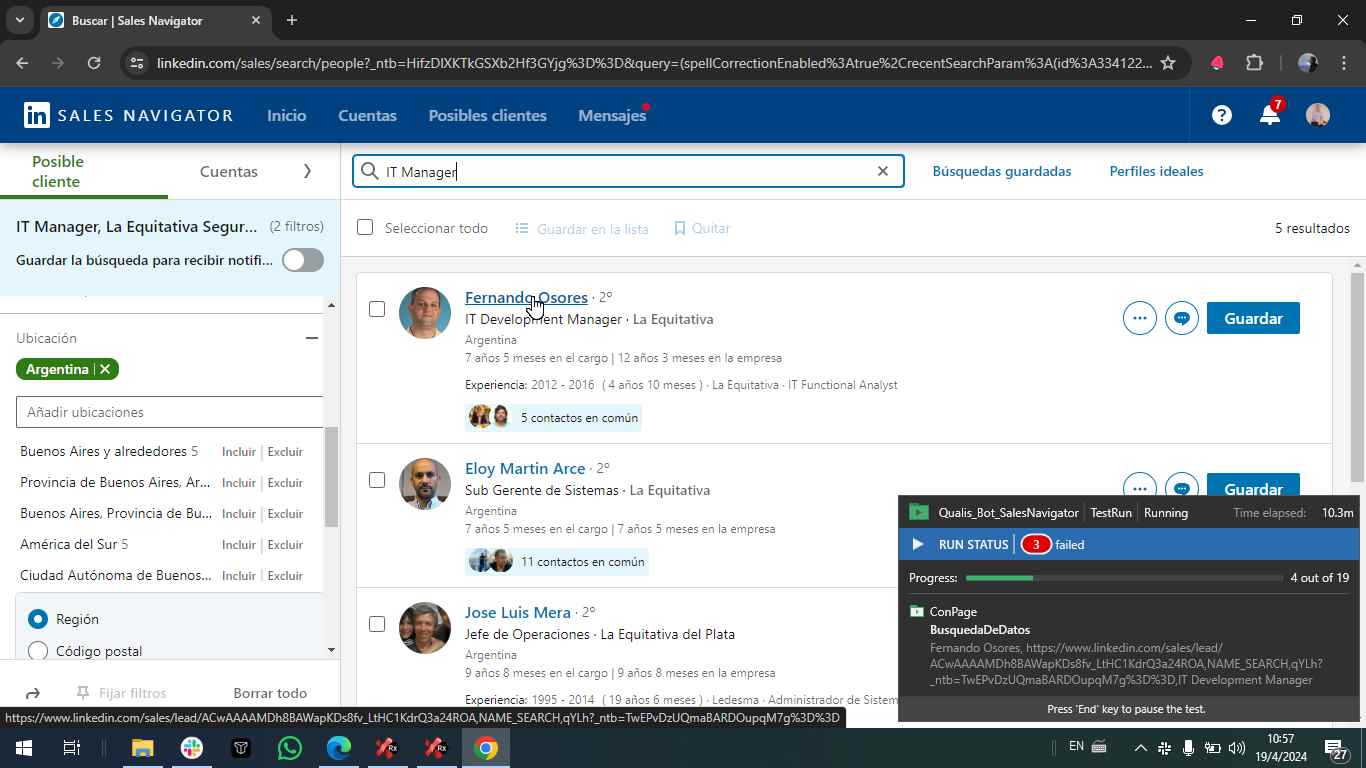 Buscar | Sales Navigator
linkedin.com/sales/search/people?_ntb=HifzDIXKTkGSXb2Hf3GYjg%3D%3D&query=(spellCorrectionEnabled%3Atrue%2CrecentSearchParam%3A(id%3A334122...
in SALES NAVIGATOR
Inicio
Cuentas
Posibles clientes
Mensajes
7
Posible
cliente
Cuentas
IT Manager
Búsquedas guardadas
Perfiles ideales
IT Manager, La Equitativa Segur... (2 filtros)
Guardar la búsqueda para recibir notifi...
Seleccionar todo
Guardar en la lista
Quitar
5 resultados
Ubicación
Argentina
Añadir ubicaciones
Buenos Aires y alrededores 5 Incluir Excluir
Provincia de Buenos Aires, Ar... Incluir Excluir
Buenos Aires, Provincia de Bu... Incluir Excluir
América del Sur 5 Incluir Excluir
Ciudad Autónoma de Buenos... Incluir Excluir
Región
Código postal
Fijar filtros
Borrar todo
Fernando Osores · 2º
IT Development Manager · La Equitativa
Argentina
7 años 5 meses en el cargo | 12 años 3 meses en la empresa
Experiencia: 2012 - 2016 ( 4 años 10 meses ) · La Equitativa · IT Functional Analyst
5 contactos en común
Guardar
Eloy Martin Arce · 2º
Sub Gerente de Sistemas · La Equitativa
Argentina
7 años 5 meses en el cargo | 7 años 5 meses en la empresa
11 contactos en común
Guardar
Jose Luis Mera · 2º
Jefe de Operaciones · La Equitativa del Plata
Argentina
9 años 8 meses en el cargo | 9 años 8 meses en la empresa
Experiencia: 1995 - 2014 ( 19 años 6 meses ) · Ledesma · Administrador de Sistem
Qualis_Bot_SalesNavigator TestRun Running Time elapsed: 10.3m
RUN STATUS 3 failed
Progress: 4 out of 19
ConPage
BusquedaDeDatos
Fernando Osores, https://www.linkedin.com/sales/lead/
ACwAAAAMDh8BAWapKDs8fv_LtHC1KdrQ3a24ROA,NAME_SEARCH,qYLh?
_ntb=TwEPvDzUQmaBARDOupqM7g%3D%3D,IT Development Manager
Press 'End' key to pause the test.
https://www.linkedin.com/sales/lead/ACwAAAAMDh8BAWapKDs8fv_LtHC1KdrQ3a24ROA,NAME_SEARCH,qYLh?_ntb=TwEPvDzUQmaBARDOupqM7g%3D%3D
Rx
Rx
EN
10:57
19/4/2024
27